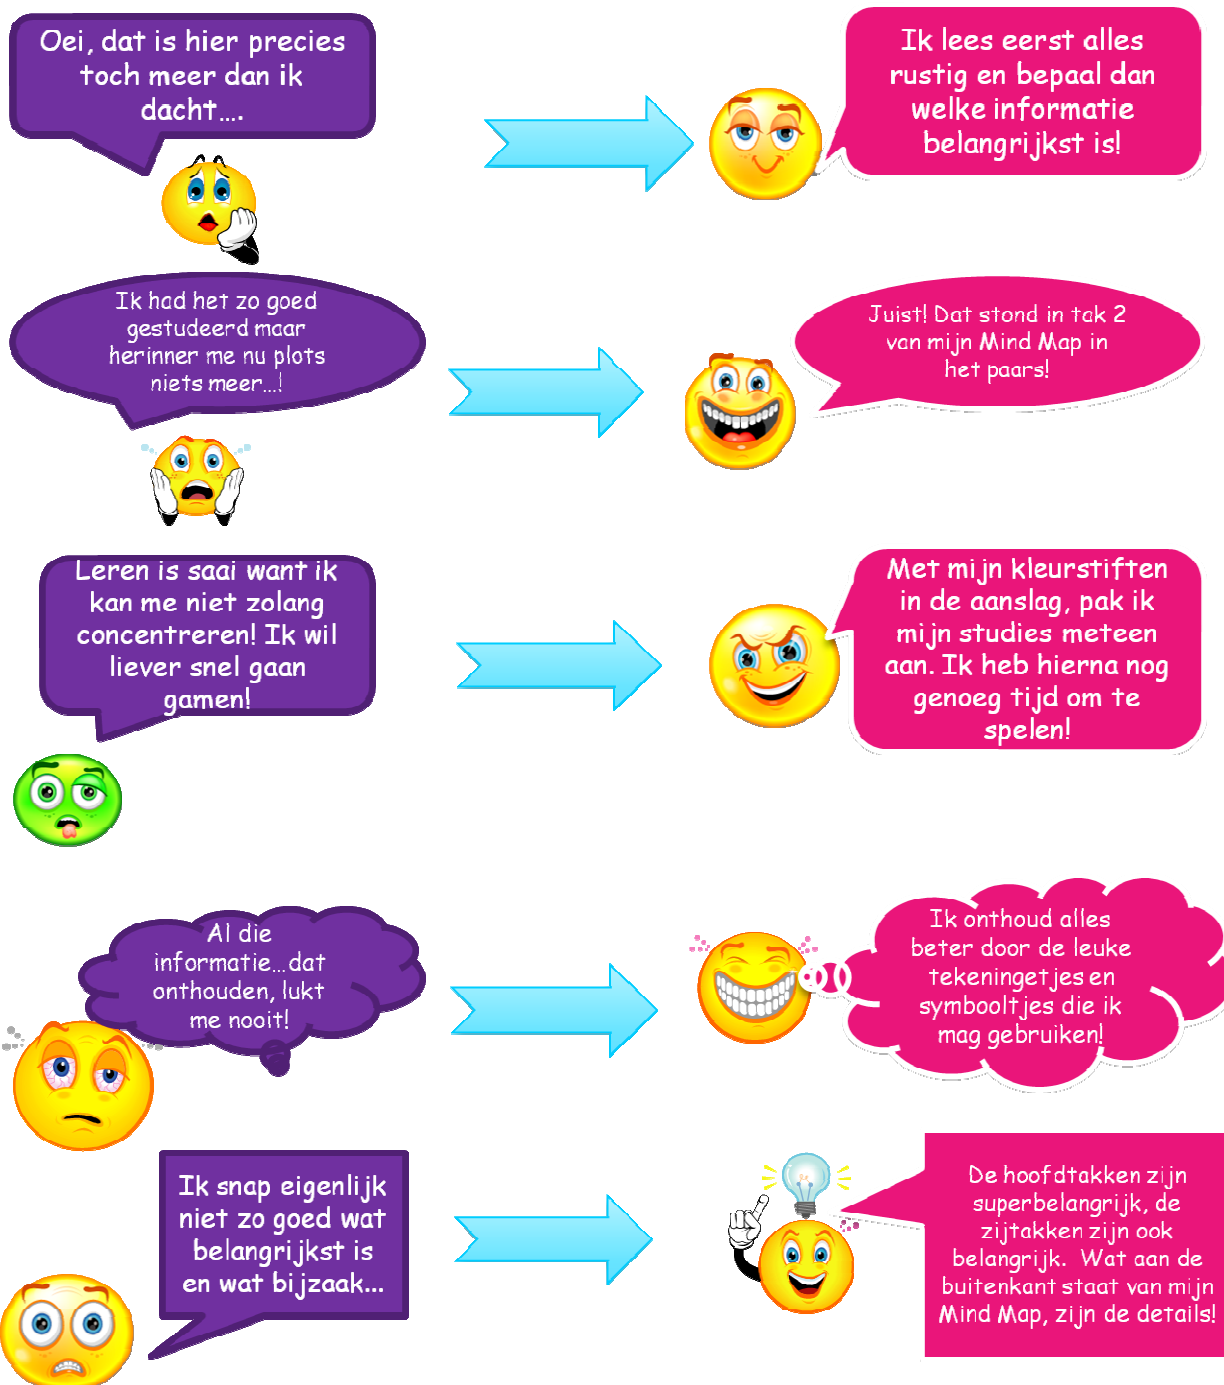 Oei, dat is hier precies
toch meer dan ik
dacht....
Ik lees eerst alles
rustig en bepaal dan
welke informatie
belangrijkst is!
Ik had het zo goed
gestudeerd maar
herinner me nu plots
niets meer...!
Juist! Dat stond in tak 2
van mijn Mind Map in
het paars!
Leren is saai want ik
kan me niet zolang
concentreren! Ik wil
liever snel gaan
gamen!
Met mijn kleurstiften
in de aanslag, pak ik
mijn studies meteen
aan. Ik heb hierna nog
genoeg tijd om te
spelen!
Al die
informatie...dat
onthouden, lukt
me nooit!
Ik onthoud alles
beter door de leuke
tekeningetjes en
symbooltjes die ik
mag gebruiken!
Ik snap eigenlijk
niet zo goed wat
belangrijkst is
en wat bijzaak...
De hoofdtakken zijn
superbelangrijk, de
zijtakken zijn ook
belangrijk. Wat aan de
buitenkant staat van mijn
Mind Map, zijn de details!